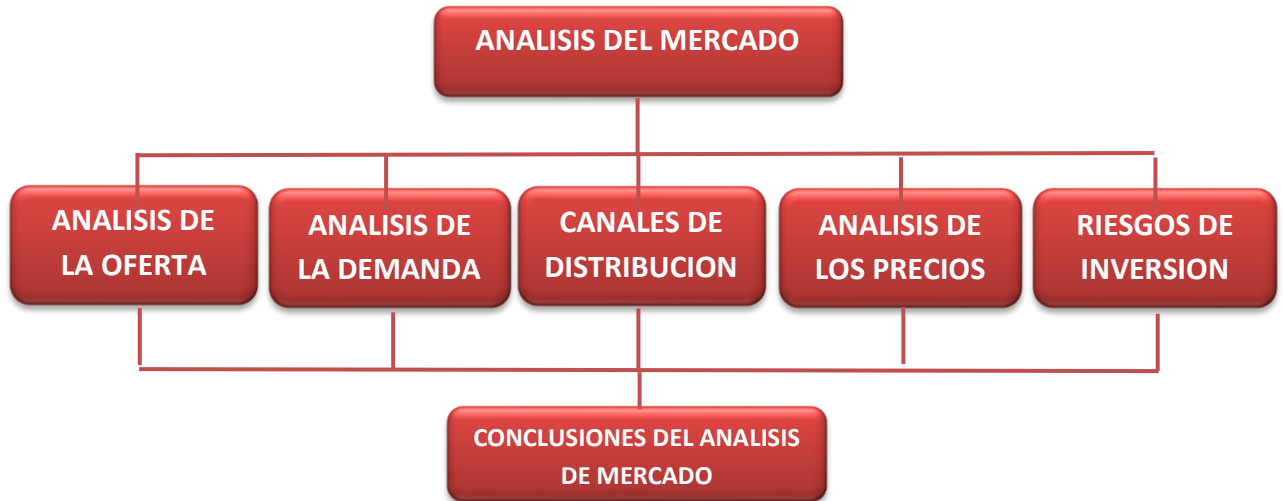 ANALISIS DEL MERCADO
ANALISIS DE
LA OFERTA
ANALISIS DE
LA DEMANDA
CANALES DE
DISTRIBUCION
ANALISIS DE
LOS PRECIOS
RIESGOS DE
INVERSION
CONCLUSIONES DEL ANALISIS
DE MERCADO